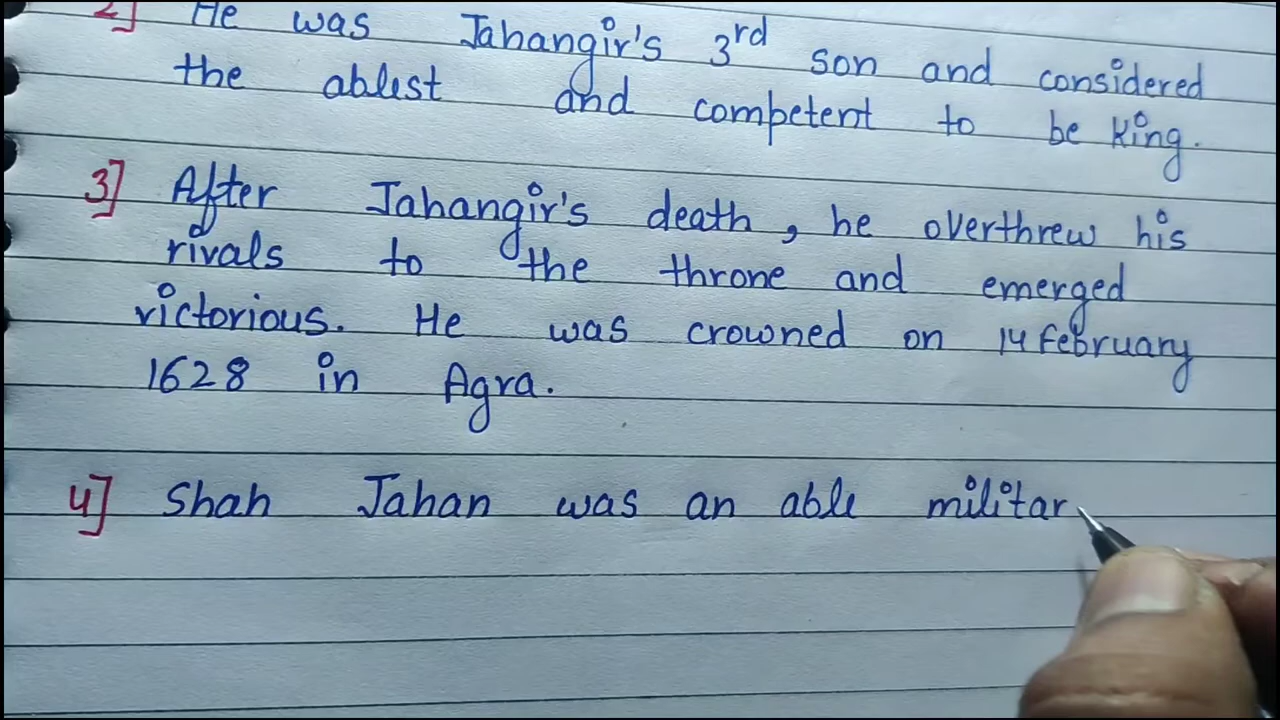 2] He was Jahangir's 3rd son and considered
the ablest and competent to be king.
3] After Jahangir's death, he overthrew his
rivals to the throne and emerged
victorious. He was crowned on 14 February
1628 in Agra.
4] Shah Jahan was an able militar